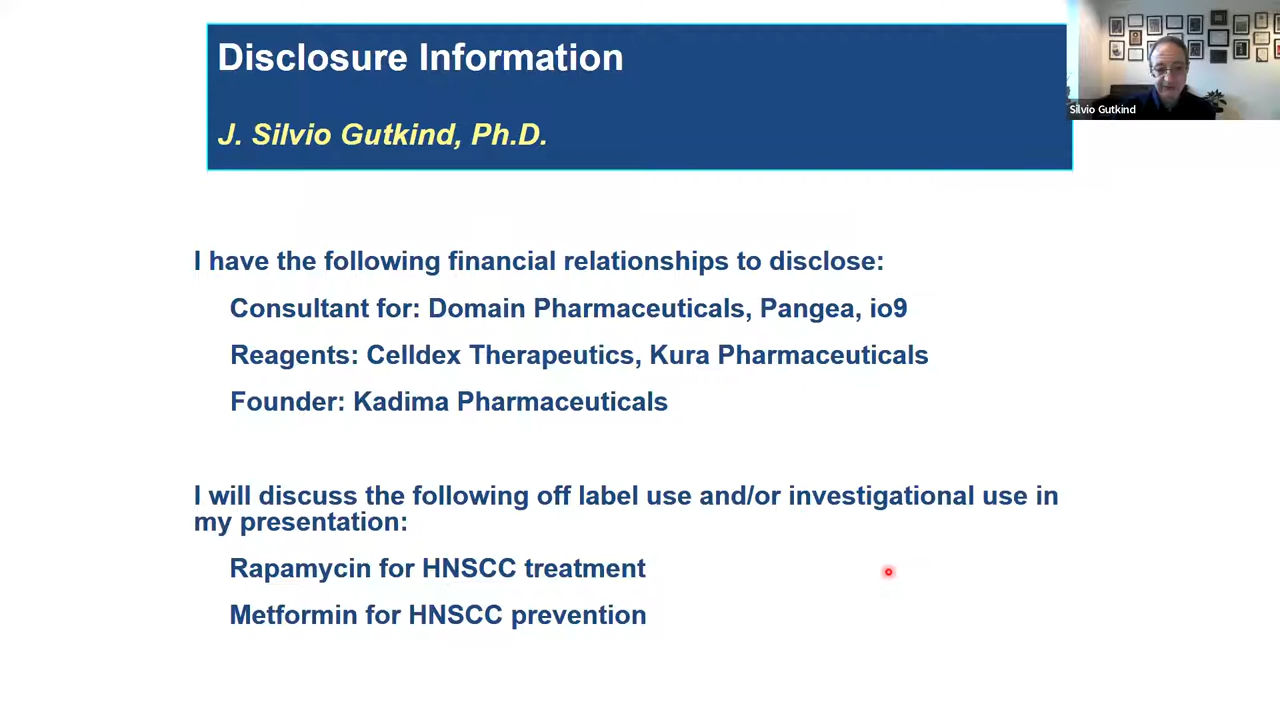 Disclosure Information
J. Silvio Gutkind, Ph.D.
Silvio Gutkind
I have the following financial relationships to disclose:
Consultant for: Domain Pharmaceuticals, Pangea, io9
Reagents: Celldex Therapeutics, Kura Pharmaceuticals
Founder: Kadima Pharmaceuticals
I will discuss the following off label use and/or investigational use in
my presentation:
Rapamycin for HNSCC treatment
Metformin for HNSCC prevention